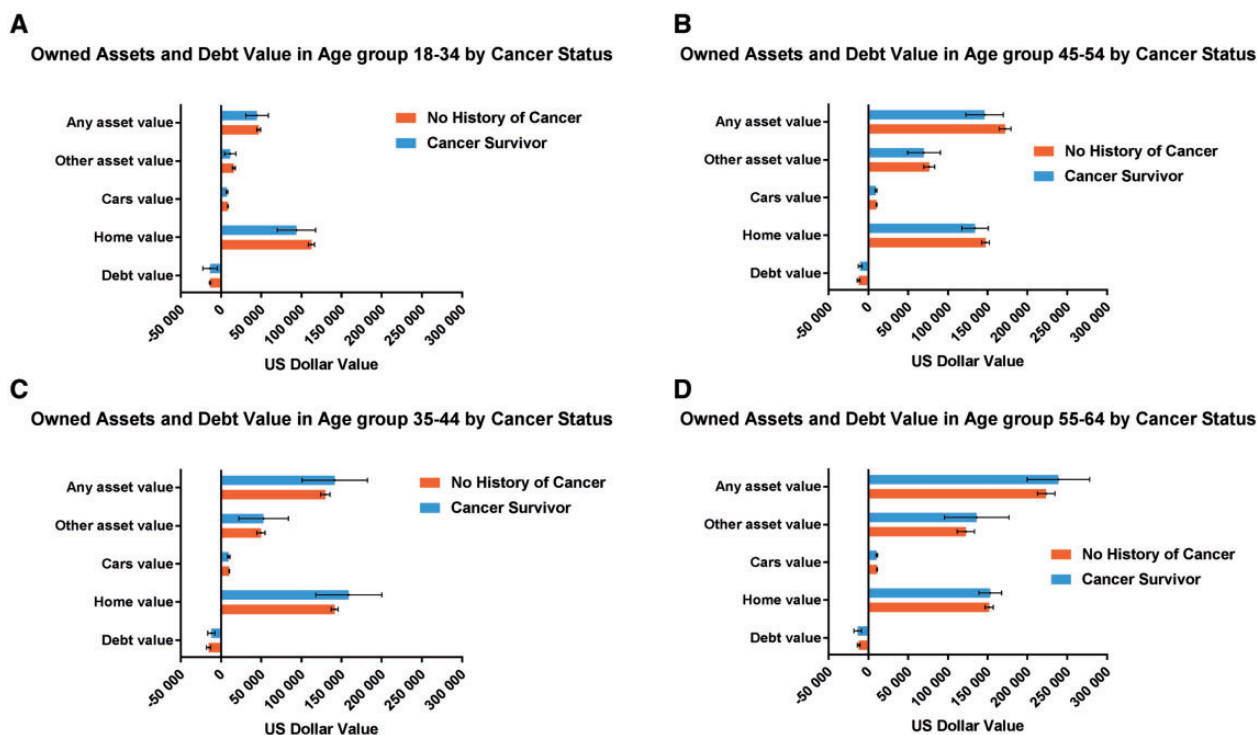 A
Owned Assets and Debt Value in Age group 18-34 by Cancer Status
Any asset value
Other asset value
Cars value
Home value
Debt value
No History of Cancer
Cancer Survivor
-50 000
0
50 000
100 000
150 000
200 000
250 000
300 000
US Dollar Value
B
Owned Assets and Debt Value in Age group 45-54 by Cancer Status
Any asset value
Other asset value
Cars value
Home value
Debt value
No History of Cancer
Cancer Survivor
-50 000
0
50 000
100 000
150 000
200 000
250 000
300 000
US Dollar Value
C
Owned Assets and Debt Value in Age group 35-44 by Cancer Status
Any asset value
Other asset value
Cars value
Home value
Debt value
No History of Cancer
Cancer Survivor
-50 000
0
50 000
100 000
150 000
200 000
250 000
300 000
US Dollar Value
D
Owned Assets and Debt Value in Age group 55-64 by Cancer Status
Any asset value
Other asset value
Cars value
Home value
Debt value
No History of Cancer
Cancer Survivor
-50 000
0
50 000
100 000
150 000
200 000
250 000
300 000
US Dollar Value